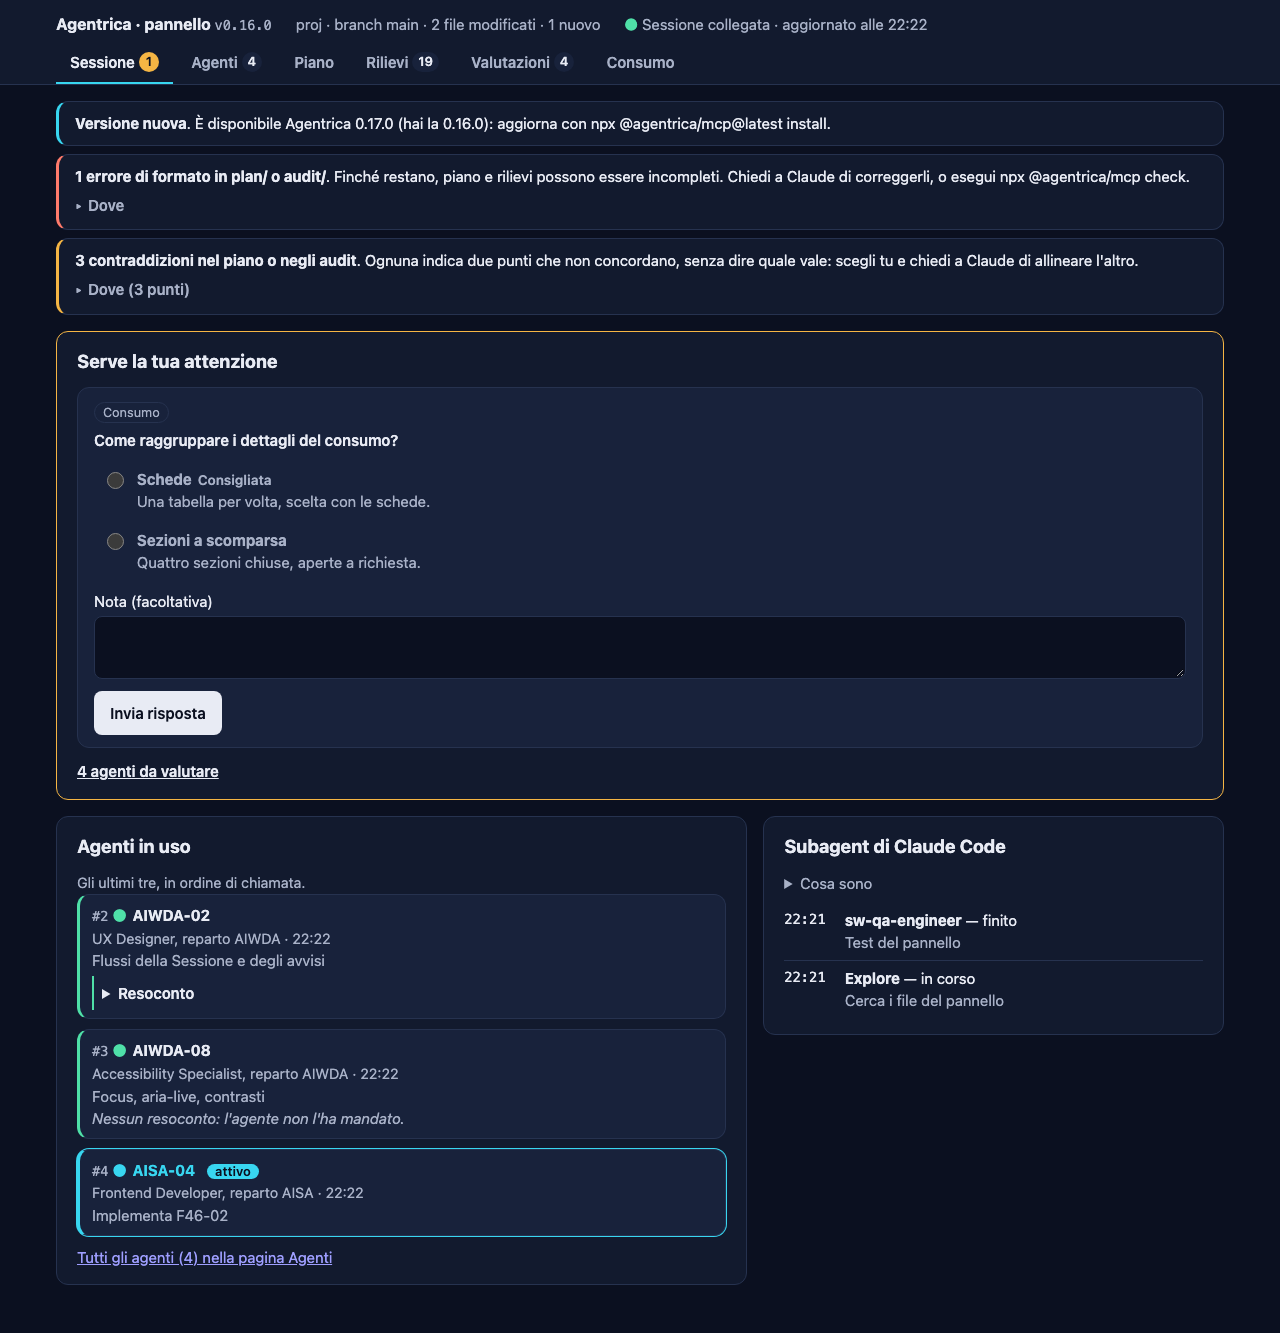 Agentrica · pannello v0.16.0 proj · branch main · 2 file modificati · 1 nuovo Sessione collegata · aggiornato alle 22:22
Sessione 1 Agenti 4 Piano Rilievi 19 Valutazioni 4 Consumo
Versione nuova. È disponibile Agentrica 0.17.0 (hai la 0.16.0): aggiorna con npx @agentrica/mcp@latest install.
1 errore di formato in plan/ o audit/. Finché restano, piano e rilievi possono essere incompleti. Chiedi a Claude di correggerli, o esegui npx @agentrica/mcp check.
Dove
3 contraddizioni nel piano o negli audit. Ognuna indica due punti che non concordano, senza dire quale vale: scegli tu e chiedi a Claude di allineare l'altro.
Dove (3 punti)
Serve la tua attenzione
Consumo
Come raggruppare i dettagli del consumo?
Schede Consigliata
Una tabella per volta, scelta con le schede.
Sezioni a scomparsa
Quattro sezioni chiuse, aperte a richiesta.
Nota (facoltativa)
Invia risposta
4 agenti da valutare
Agenti in uso
Gli ultimi tre, in ordine di chiamata.
#2 AIWDA-02
UX Designer, reparto AIWDA · 22:22
Flussi della Sessione e degli avvisi
Resoconto
#3 AIWDA-08
Accessibility Specialist, reparto AIWDA · 22:22
Focus, aria-live, contrasti
Nessun resoconto: l'agente non l'ha mandato.
#4 AISA-04 attivo
Frontend Developer, reparto AISA · 22:22
Implementa F46-02
Tutti gli agenti (4) nella pagina Agenti
Subagent di Claude Code
Cosa sono
22:21 sw-qa-engineer — finito
Test del pannello
22:21 Explore — in corso
Cerca i file del pannello